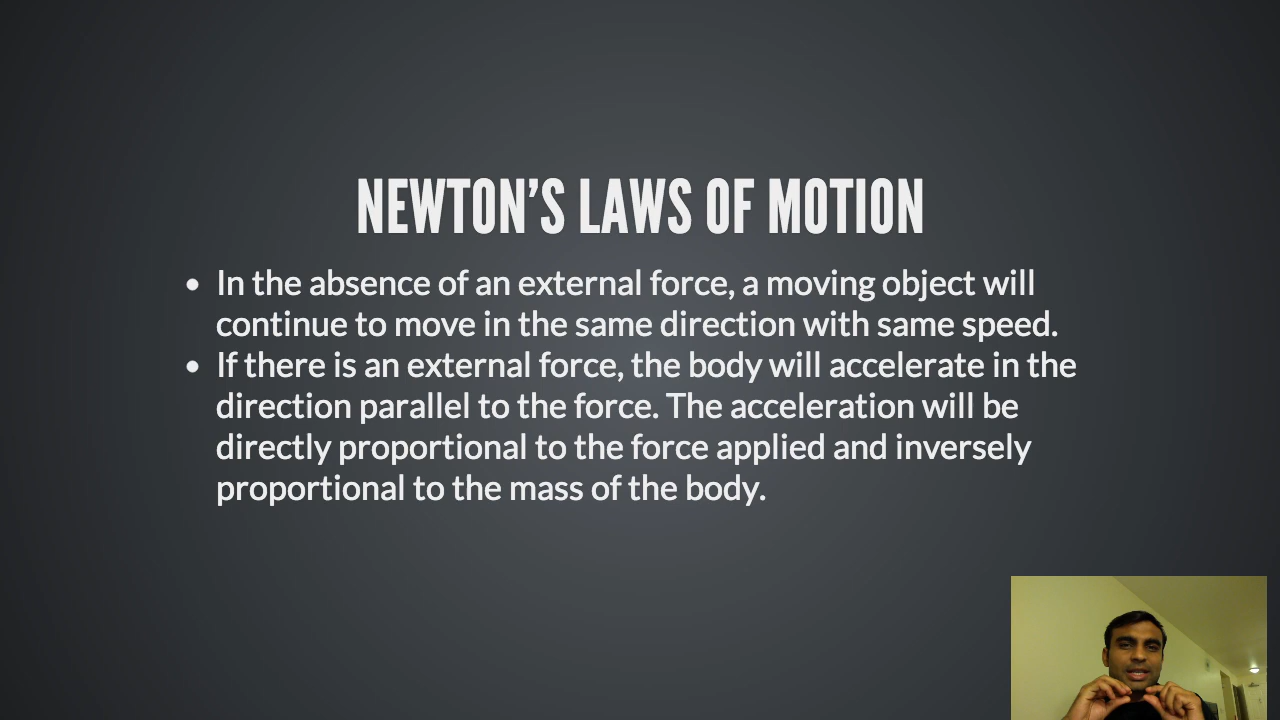 NEWTON’S LAWS OF MOTION
• In the absence of an external force, a moving object will
continue to move in the same direction with same speed.
• If there is an external force, the body will accelerate in the
direction parallel to the force. The acceleration will be
directly proportional to the force applied and inversely
proportional to the mass of the body.